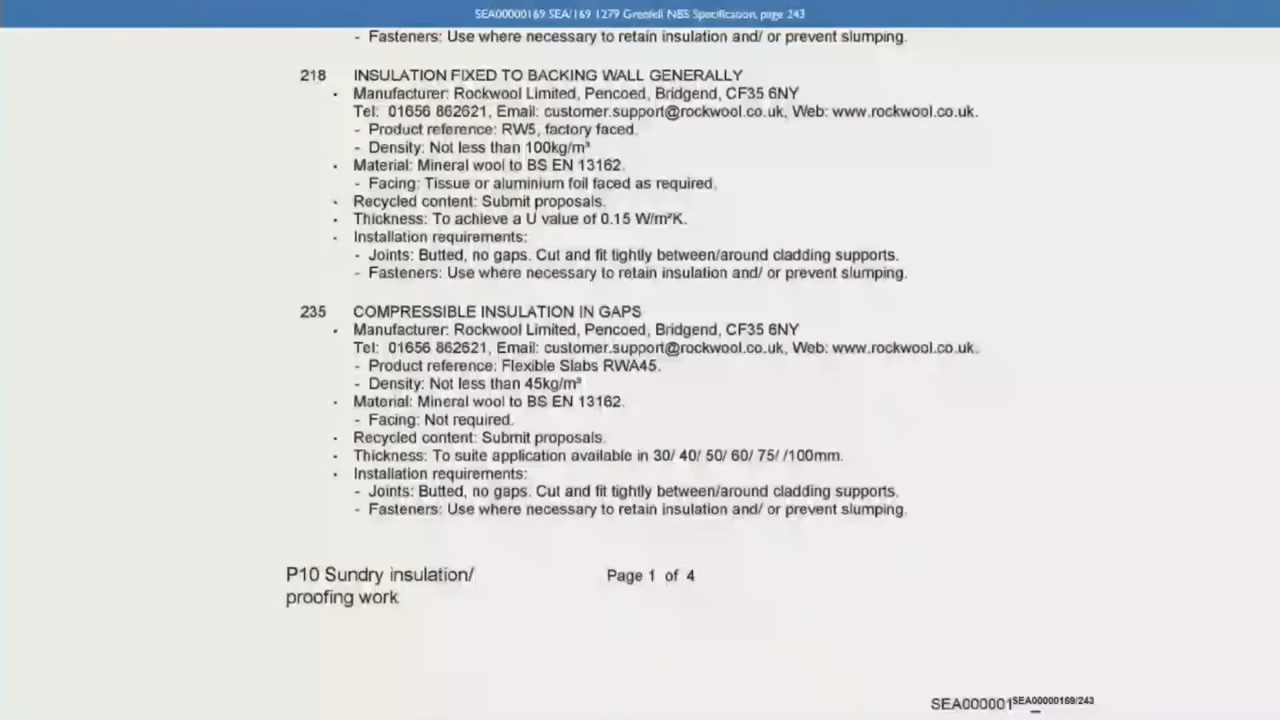 SEA00000169 SEA/169 1279 Grenfell NBS Specification, page 243
- Fasteners: Use where necessary to retain insulation and/ or prevent slumping.
218 INSULATION FIXED TO BACKING WALL GENERALLY
· Manufacturer: Rockwool Limited, Pencoed, Bridgend, CF35 6NY
Tel: 01656 862621, Email: customer.support@rockwool.co.uk, Web: www.rockwool.co.uk.
- Product reference: RW5, factory faced.
- Density: Not less than 100kg/m³
· Material: Mineral wool to BS EN 13162.
- Facing: Tissue or aluminium foil faced as required.
· Recycled content: Submit proposals.
· Thickness: To achieve a U value of 0.15 W/m²K.
· Installation requirements:
- Joints: Butted, no gaps. Cut and fit tightly between/around cladding supports.
- Fasteners: Use where necessary to retain insulation and/ or prevent slumping.
235 COMPRESSIBLE INSULATION IN GAPS
· Manufacturer: Rockwool Limited, Pencoed, Bridgend, CF35 6NY
Tel: 01656 862621, Email: customer.support@rockwool.co.uk, Web: www.rockwool.co.uk.
- Product reference: Flexible Slabs RWA45.
- Density: Not less than 45kg/m³
· Material: Mineral wool to BS EN 13162.
- Facing: Not required.
· Recycled content: Submit proposals.
· Thickness: To suite application available in 30/ 40/ 50/ 60/ 75/ /100mm.
· Installation requirements:
- Joints: Butted, no gaps. Cut and fit tightly between/around cladding supports.
- Fasteners: Use where necessary to retain insulation and/ or prevent slumping.
P10 Sundry insulation/ Page 1 of 4
proofing work
SEA000001SEA00000169/243